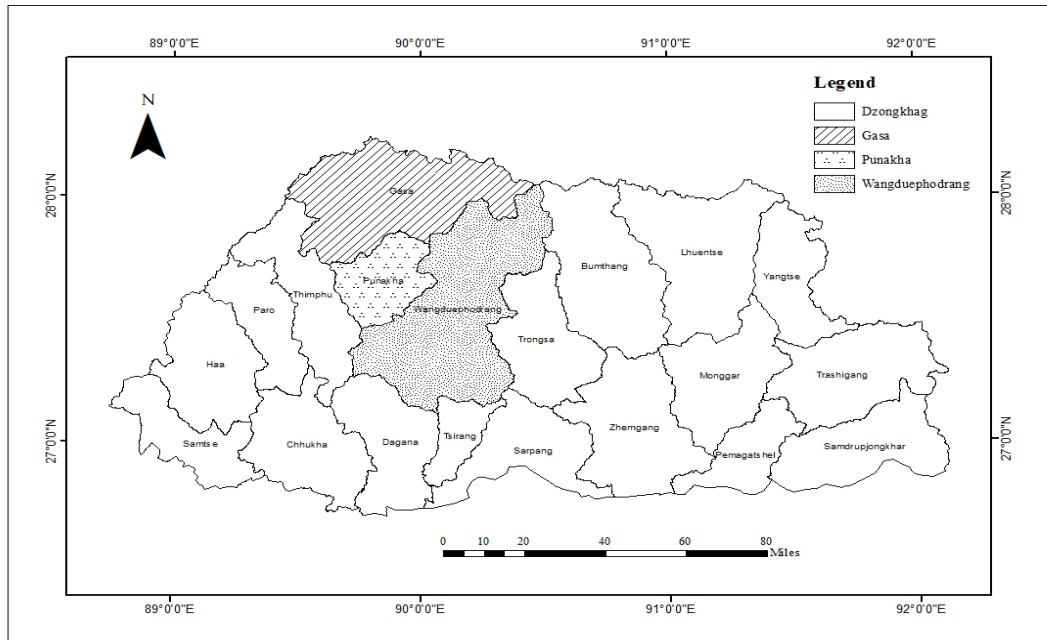 89°0'0"E 90°0'0"E 91°0'0"E 92°0'0"E
N
Legend
Dzongkhag
Gasa
Punakha
Wangduephodrang
28°0'0"N
28°0'0"N
Gasa
Bumthang
Lhuentse
Yangtse
Punakha
Thimphu
Paro
Wangduephodrang
Trongsa
Haa
Monggar
Trashigang
Zhemgang
27°0'0"N
27°0'0"N
Samtse
Chhukha
Dagana
Tsirang
Sarpang
Pemagatshel
Samdrupjongkhar
0 10 20 40 60 80
Miles
89°0'0"E 90°0'0"E 91°0'0"E 92°0'0"E